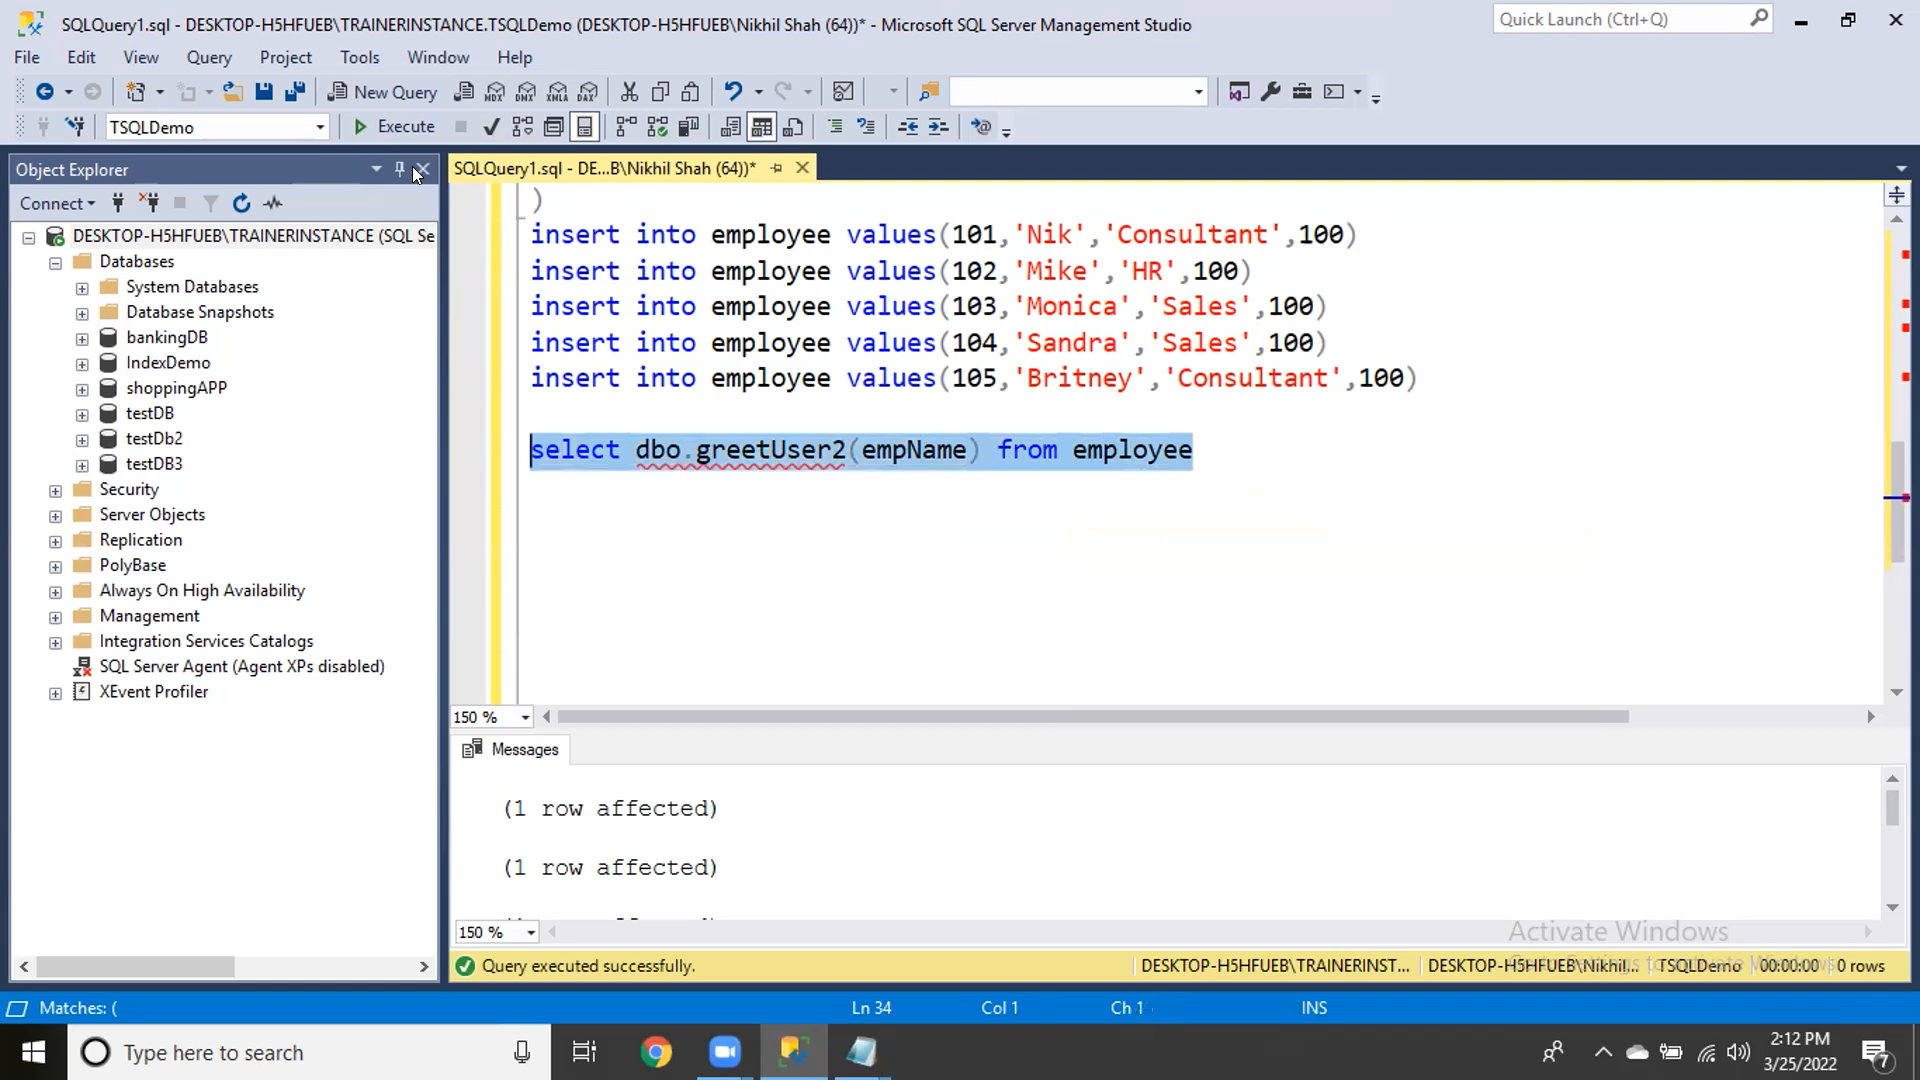 SQLQuery1.sql - DESKTOP-H5HFUEB\TRAINERINSTANCE.TSQLDemo (DESKTOP-H5HFUEB\Nikhil Shah (64))* - Microsoft SQL Server Management Studio
Quick Launch (Ctrl+Q)
File Edit View Query Project Tools Window Help
New Query
TSQLDemo
Execute
Object Explorer
SQLQuery1.sql - DE...B\Nikhil Shah (64))*
Connect
DESKTOP-H5HFUEB\TRAINERINSTANCE (SQL Se
Databases
System Databases
Database Snapshots
bankingDB
IndexDemo
shoppingAPP
testDB
testDb2
testDB3
Security
Server Objects
Replication
PolyBase
Always On High Availability
Management
Integration Services Catalogs
SQL Server Agent (Agent XPs disabled)
XEvent Profiler
)
insert into employee values(101,'Nik','Consultant',100)
insert into employee values(102,'Mike','HR',100)
insert into employee values(103,'Monica','Sales',100)
insert into employee values(104,'Sandra','Sales',100)
insert into employee values(105,'Britney','Consultant',100)
select dbo.greetUser2(empName) from employee
150 %
Messages
(1 row affected)
(1 row affected)
150 %
Activate Windows
Query executed successfully.
DESKTOP-H5HFUEB\TRAINERINST...
DESKTOP-H5HFUEB\Nikhil...
TSQLDemo
00:00:00
0 rows
Matches: (
Ln 34
Col 1
Ch 1
INS
Type here to search
2:12 PM
3/25/2022
7